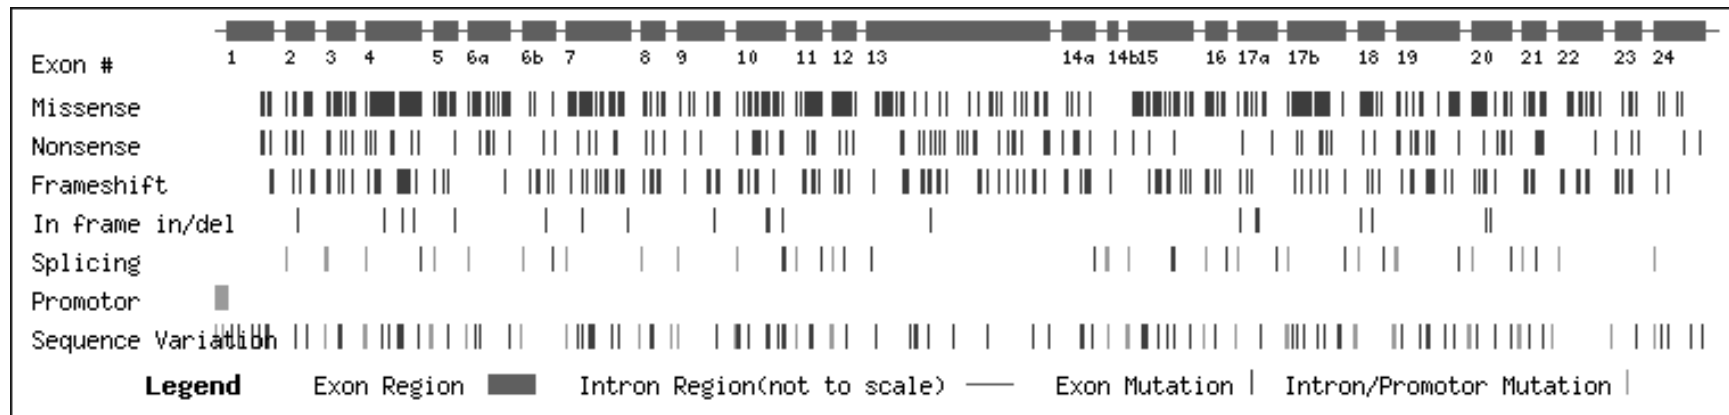 1 2 3 4 5 6a 6b 7 8 9 10 11 12 13 14a 14b15 16 17a 17b 18 19 20 21 22 23 24
Exon #
Missense
Nonsense
Frameshift
In frame in/del
Splicing
Promotor
Sequence Variation
Legend Exon Region Intron Region(not to scale) Exon Mutation Intron/Promotor Mutation